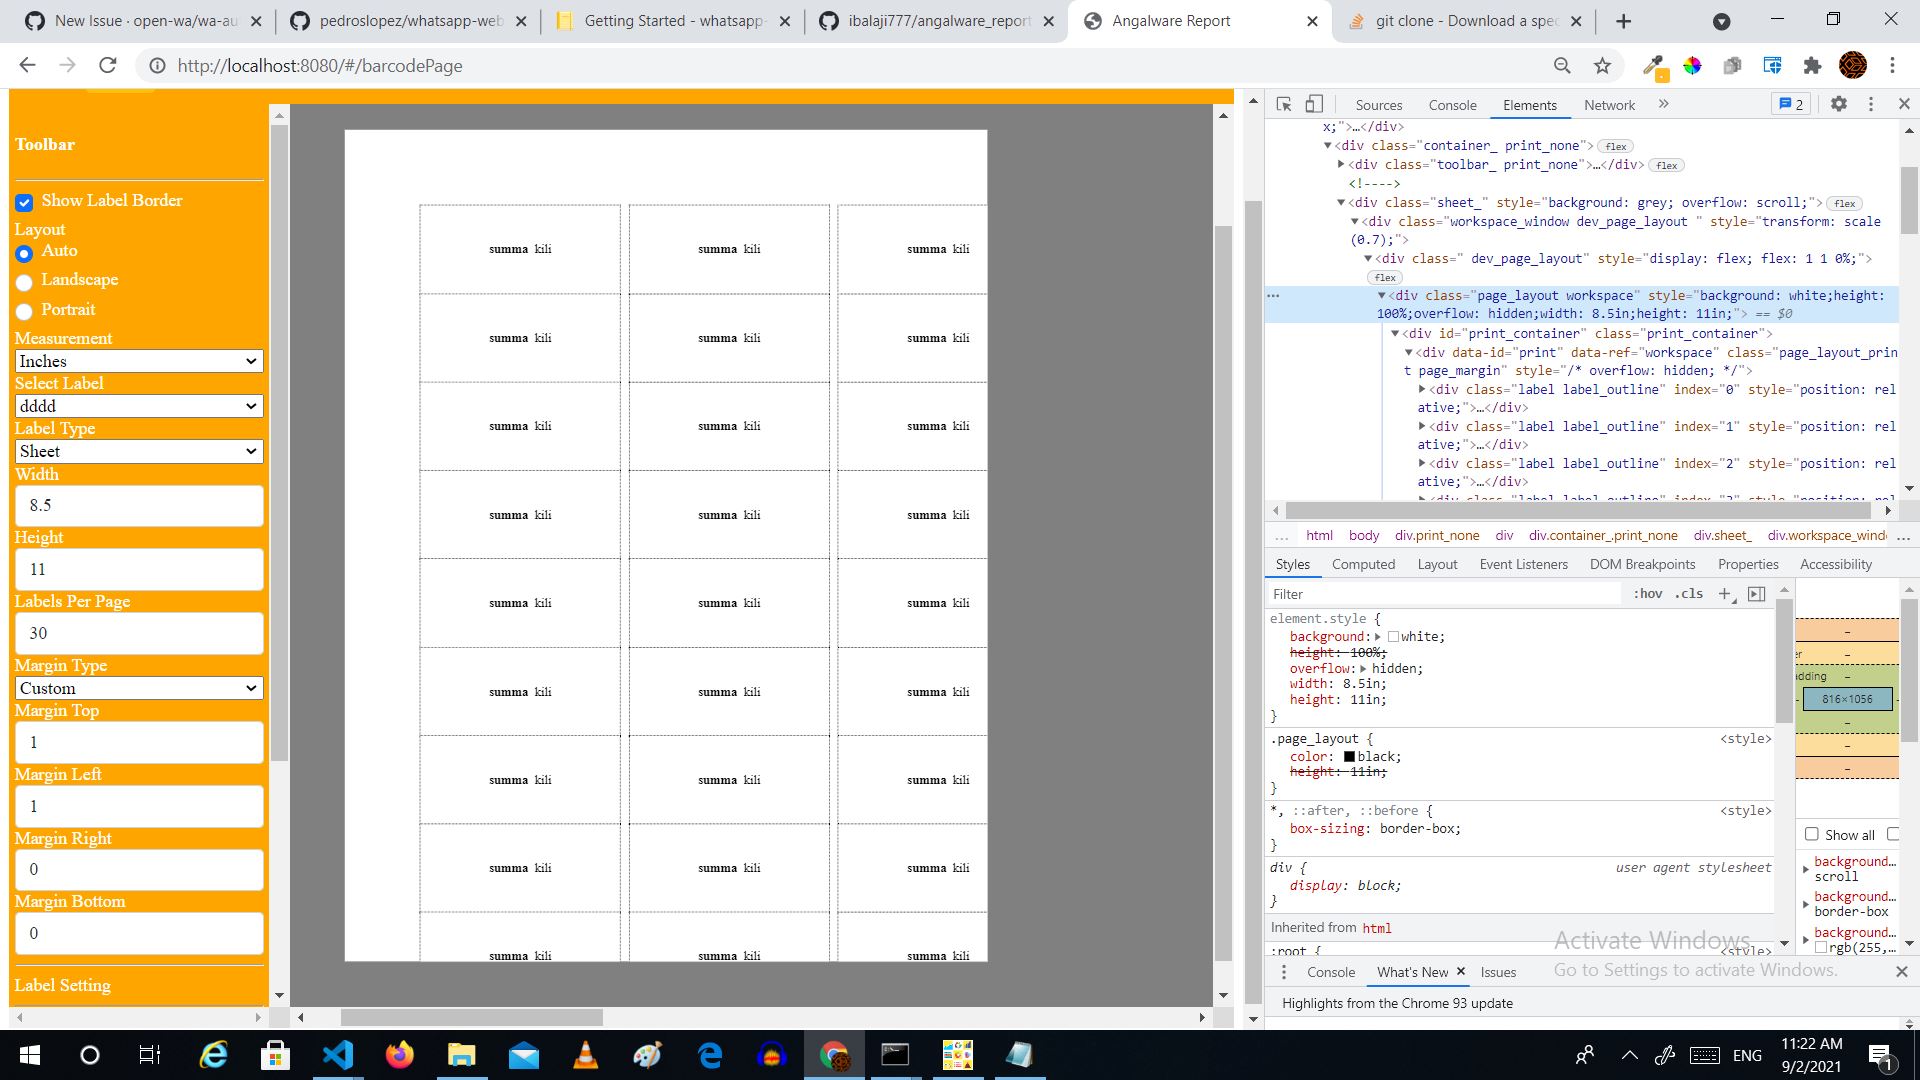 New Issue · open-wa/wa-au
pedroslopez/whatsapp-web
Getting Started - whatsapp-
ibalaji777/angalware_report
Angalware Report
git clone - Download a spec
http://localhost:8080/#/barcodePage
Toolbar
Show Label Border
Layout
Auto
Landscape
Portrait
Measurement
Inches
Select Label
dddd
Label Type
Sheet
Width
8.5
Height
11
Labels Per Page
30
Margin Type
Custom
Margin Top
1
Margin Left
1
Margin Right
0
Margin Bottom
0
Label Setting
summa kili summa kili summa kili
summa kili summa kili summa kili
summa kili summa kili summa kili
summa kili summa kili summa kili
summa kili summa kili summa kili
summa kili summa kili summa kili
summa kili summa kili summa kili
summa kili summa kili summa kili
summa kili summa kili summa kili
Sources Console Elements Network » 2
x;">…</div>
<div class="container_ print_none"> flex
<div class="toolbar_ print_none">…</div> flex
<!---->
<div class="sheet_" style="background: grey; overflow: scroll;"> flex
<div class="workspace_window dev_page_layout " style="transform: scale
(0.7);">
<div class=" dev_page_layout" style="display: flex; flex: 1 1 0%;">
flex
<div class="page_layout workspace" style="background: white;height:
100%;overflow: hidden;width: 8.5in;height: 11in;"> == $0
<div id="print_container" class="print_container">
<div data-id="print" data-ref="workspace" class="page_layout_prin
t page_margin" style="/* overflow: hidden; */">
<div class="label label_outline" index="0" style="position: rel
ative;">…</div>
<div class="label label_outline" index="1" style="position: rel
ative;">…</div>
<div class="label label_outline" index="2" style="position: rel
ative;">…</div>
… html body div.print_none div div.container_.print_none div.sheet_ div.workspace_wind …
Styles Computed Layout Event Listeners DOM Breakpoints Properties Accessibility
Filter :hov .cls
element.style {
background: white;
height: 100%;
overflow: hidden;
width: 8.5in;
height: 11in;
}
.page_layout { <style>
color: black;
height: 11in;
}
*, ::after, ::before { <style>
box-sizing: border-box;
}
div { user agent stylesheet
display: block;
}
Inherited from html
:root { <style>
er
adding
816×1056
Show all
background…
scroll
background…
border-box
background…
rgb(255,…
Activate Windows
Go to Settings to activate Windows.
Console What's New Issues
Highlights from the Chrome 93 update
ENG
11:22 AM
9/2/2021
1